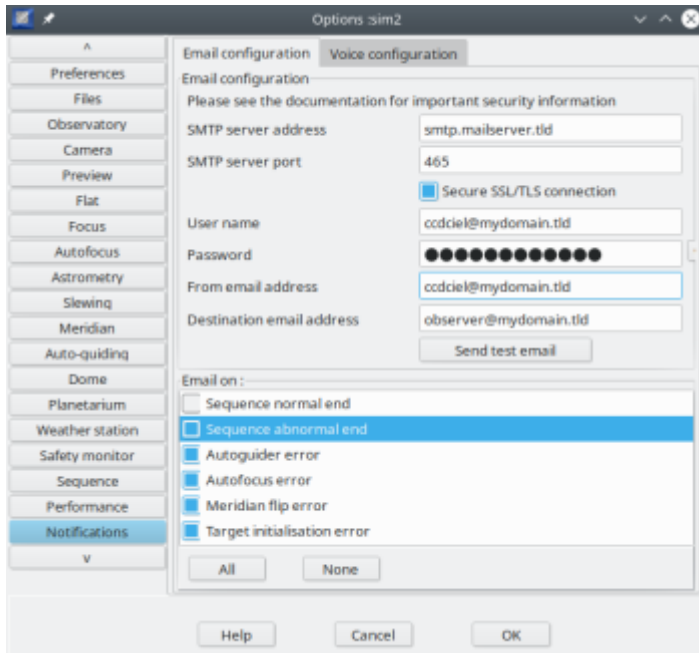 Options :sim2
Email configuration Voice configuration
Preferences
Files
Observatory
Camera
Preview
Flat
Focus
Autofocus
Astrometry
Slewing
Meridian
Auto-guiding
Dome
Planetarium
Weather station
Safety monitor
Sequence
Performance
Notifications
Email configuration
Please see the documentation for important security information
SMTP server address smtp.mailserver.tld
SMTP server port 465
Secure SSL/TLS connection
User name ccdciel@mydomain.tld
Password ●●●●●●●●●●●●
From email address ccdciel@mydomain.tld
Destination email address observer@mydomain.tld
Send test email
Email on :
Sequence normal end
Sequence abnormal end
Autoguider error
Autofocus error
Meridian flip error
Target initialisation error
All None
Help Cancel OK